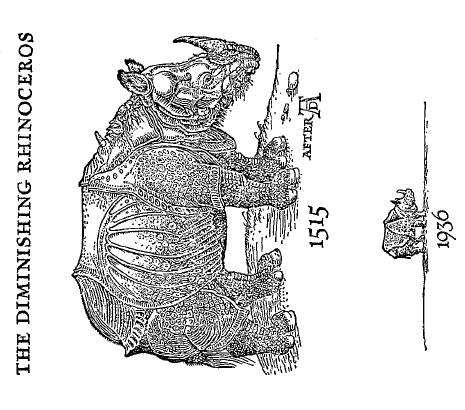 THE DIMINISHING RHINOCEROS
AFTER AD
1515
1936